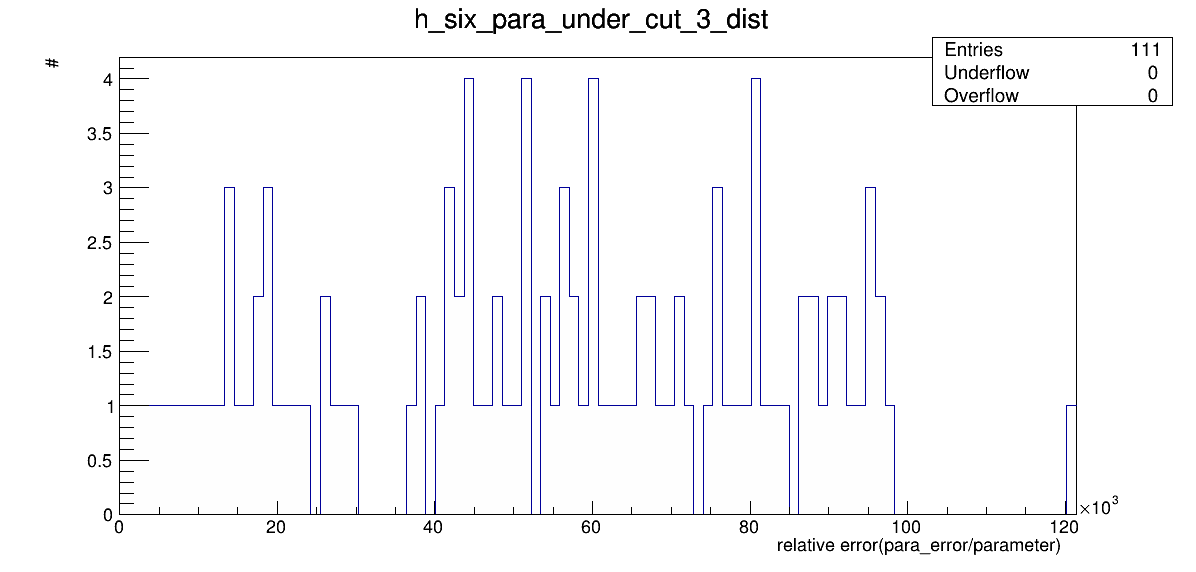 h_six_para_under_cut_3_dist
#
Entries 111
Underflow 0
Overflow 0
4
3.5
3
2.5
2
1.5
1
0.5
0
0 20 40 60 80 100 120
×10³
relative error(para_error/parameter)